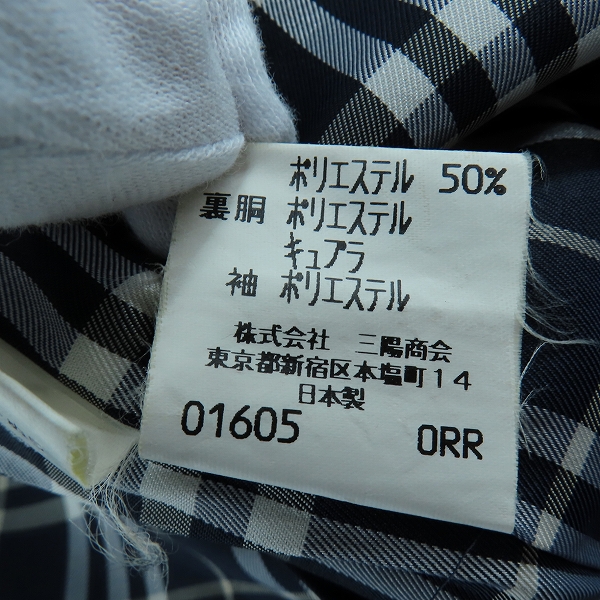 ポリエステル 50%
裏胴 ポリエステル
キュプラ
袖 ポリエステル
株式会社 三陽商会
東京都新宿区本塩町14
日本製
01605 ORR